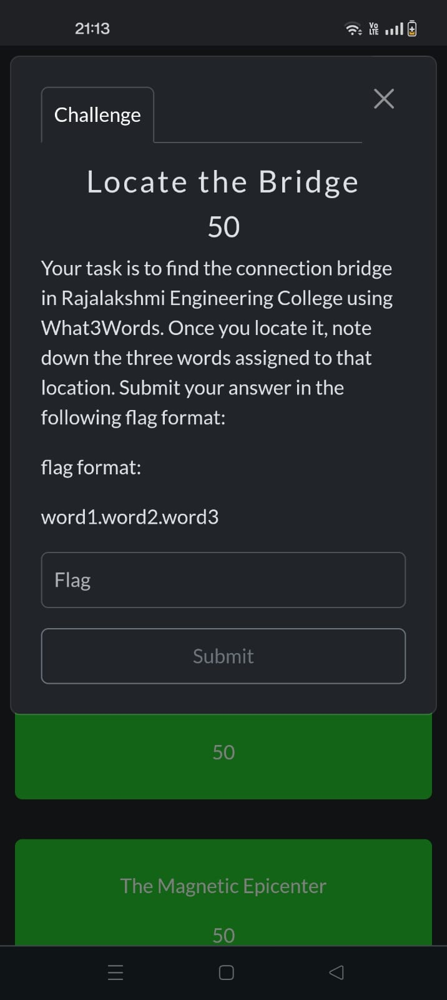 21:13
Vo
LTE
Challenge
Locate the Bridge
50
Your task is to find the connection bridge
in Rajalakshmi Engineering College using
What3Words. Once you locate it, note
down the three words assigned to that
location. Submit your answer in the
following flag format:
flag format:
word1.word2.word3
Flag
Submit
50
The Magnetic Epicenter
50